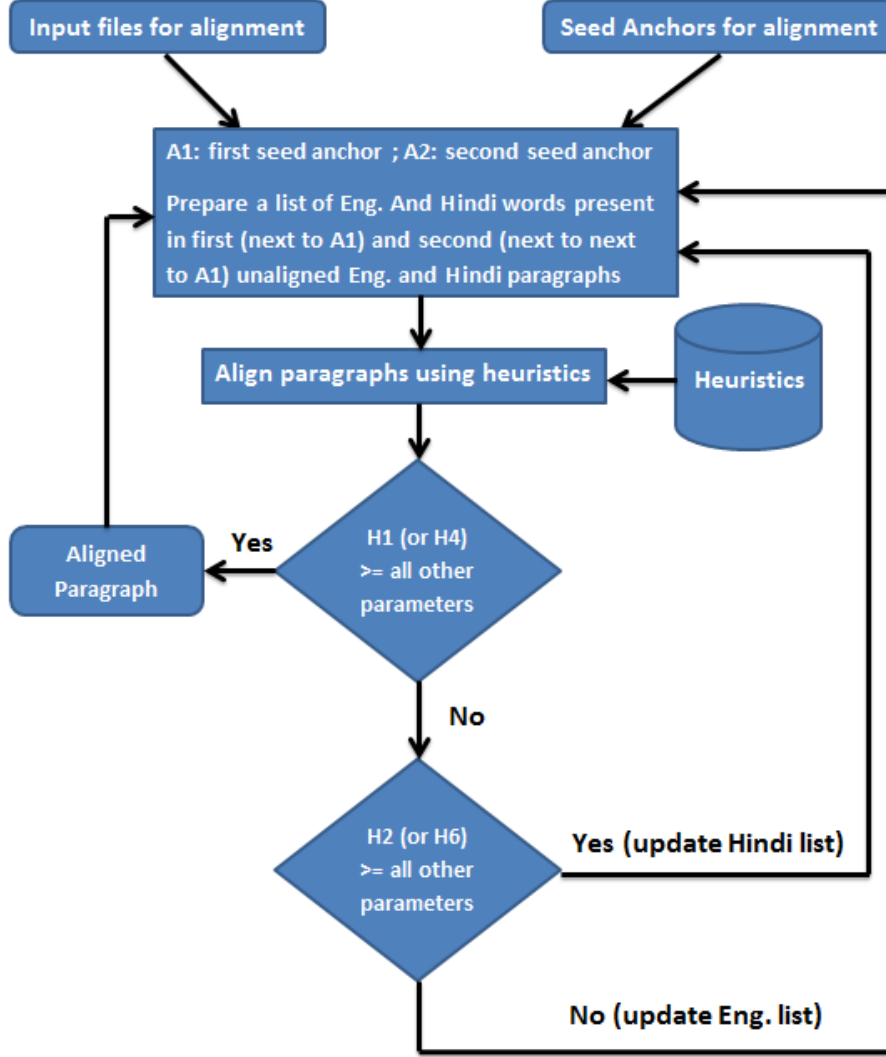 Input files for alignment
Seed Anchors for alignment
A1: first seed anchor ; A2: second seed anchor
Prepare a list of Eng. And Hindi words present
in first (next to A1) and second (next to next
to A1) unaligned Eng. and Hindi paragraphs
Align paragraphs using heuristics
Heuristics
H1 (or H4)
>= all other
parameters
Yes
Aligned
Paragraph
No
H2 (or H6)
>= all other
parameters
Yes (update Hindi list)
No (update Eng. list)